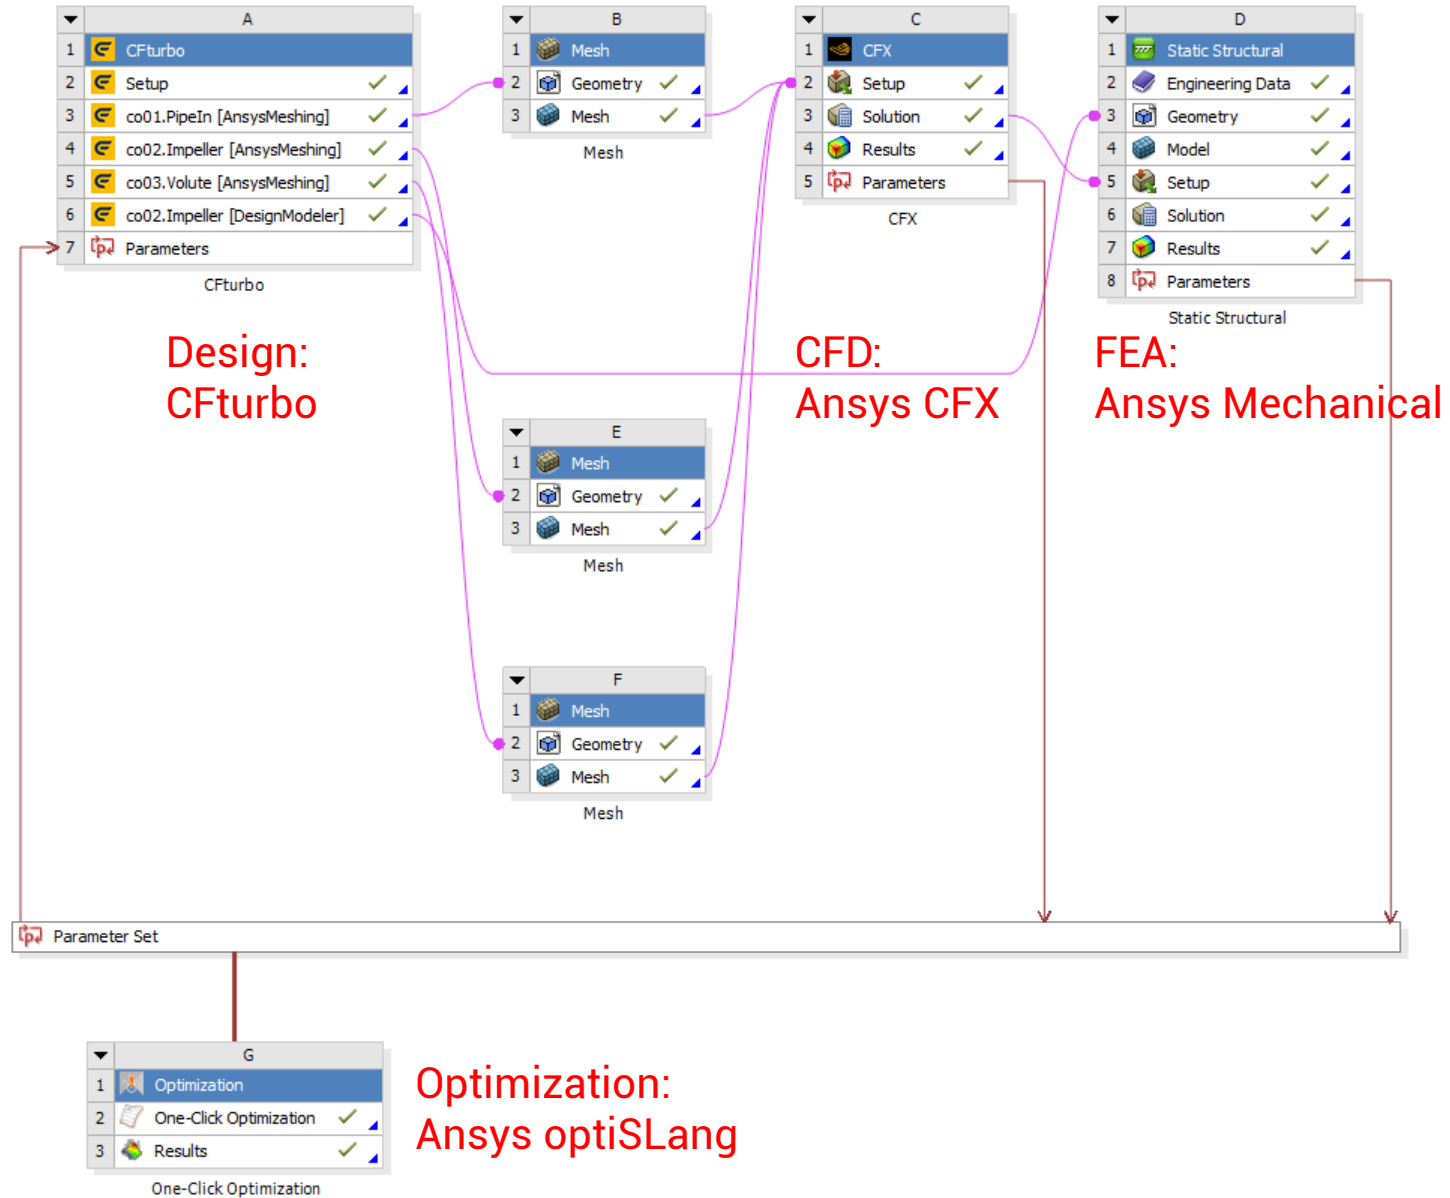 A
1 CFturbo
2 Setup
3 co01.PipeIn [AnsysMeshing]
4 co02.Impeller [AnsysMeshing]
5 co03.Volute [AnsysMeshing]
6 co02.Impeller [DesignModeler]
7 Parameters
CFturbo
B
1 Mesh
2 Geometry
3 Mesh
Mesh
C
1 CFX
2 Setup
3 Solution
4 Results
5 Parameters
CFX
D
1 Static Structural
2 Engineering Data
3 Geometry
4 Model
5 Setup
6 Solution
7 Results
8 Parameters
Static Structural
Design:
CFturbo
CFD:
Ansys CFX
FEA:
Ansys Mechanical
E
1 Mesh
2 Geometry
3 Mesh
Mesh
F
1 Mesh
2 Geometry
3 Mesh
Mesh
Parameter Set
G
1 Optimization
2 One-Click Optimization
3 Results
One-Click Optimization
Optimization:
Ansys optiSLang